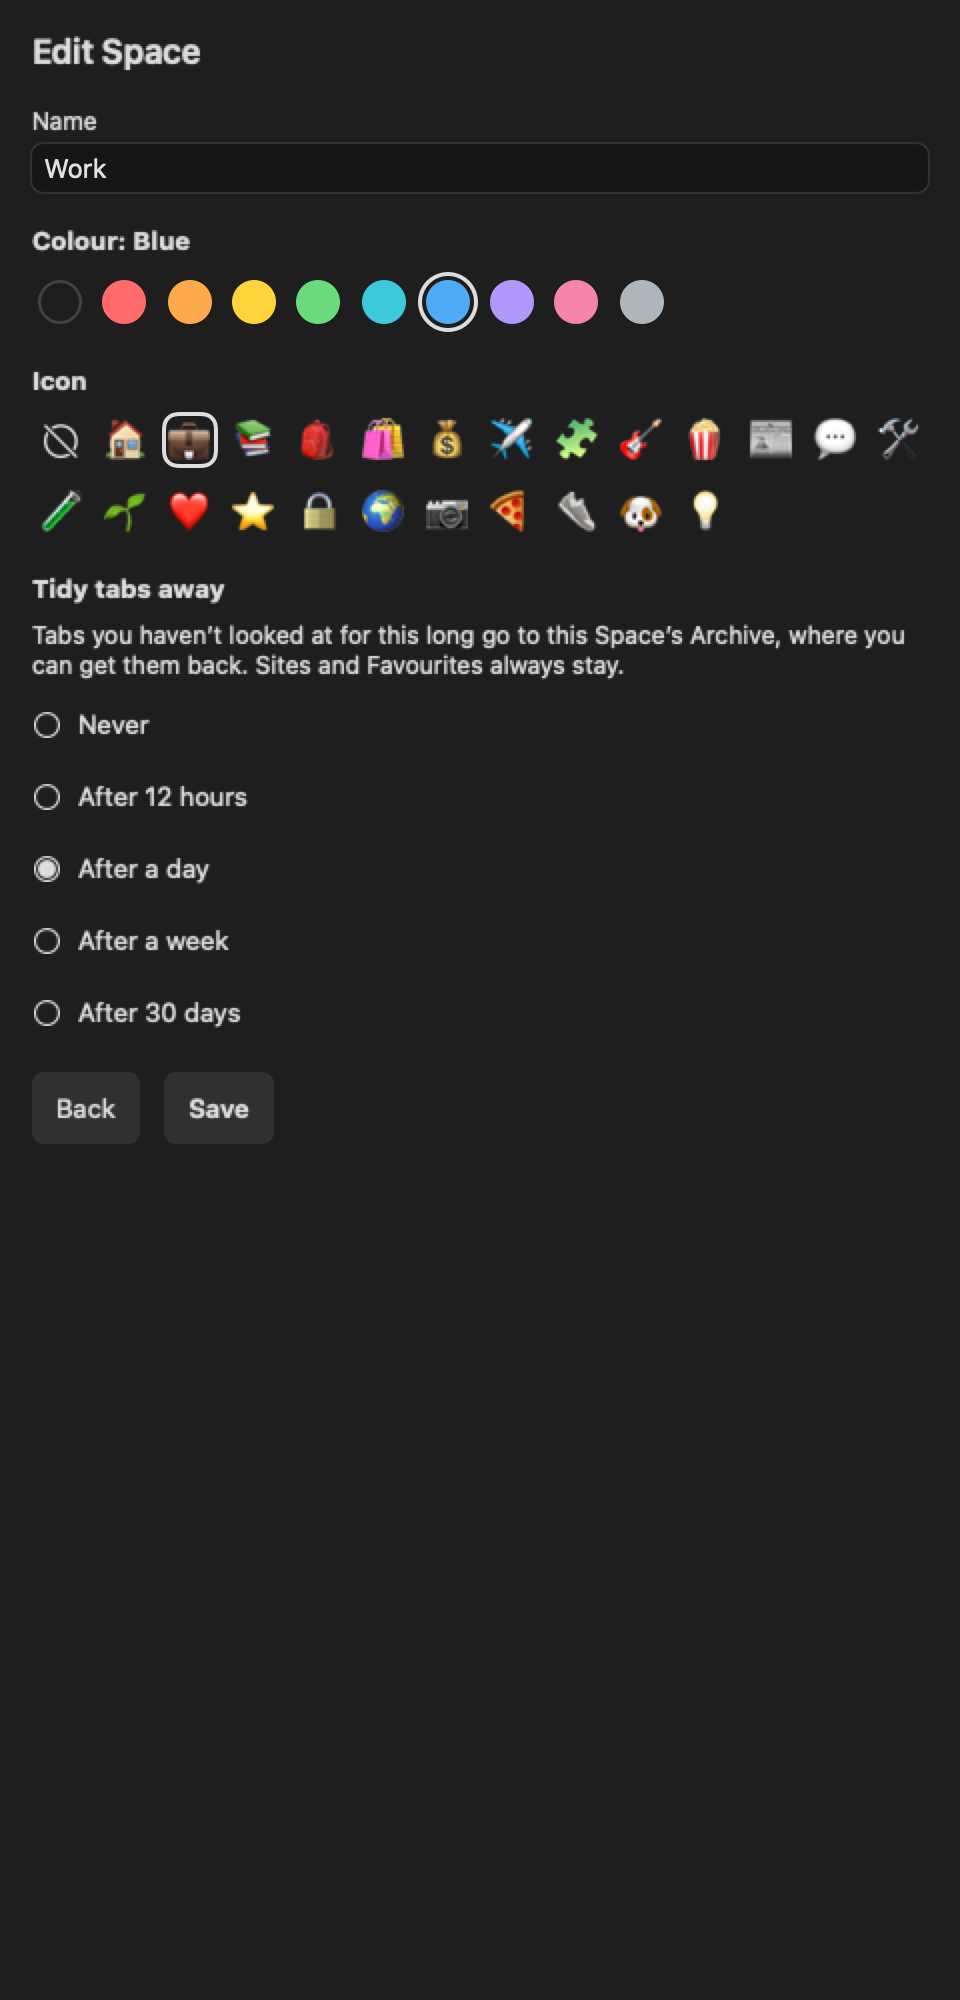 Edit Space
Name
Work
Colour: Blue
Icon
Tidy tabs away
Tabs you haven’t looked at for this long go to this Space’s Archive, where you
can get them back. Sites and Favourites always stay.
Never
After 12 hours
After a day
After a week
After 30 days
Back
Save